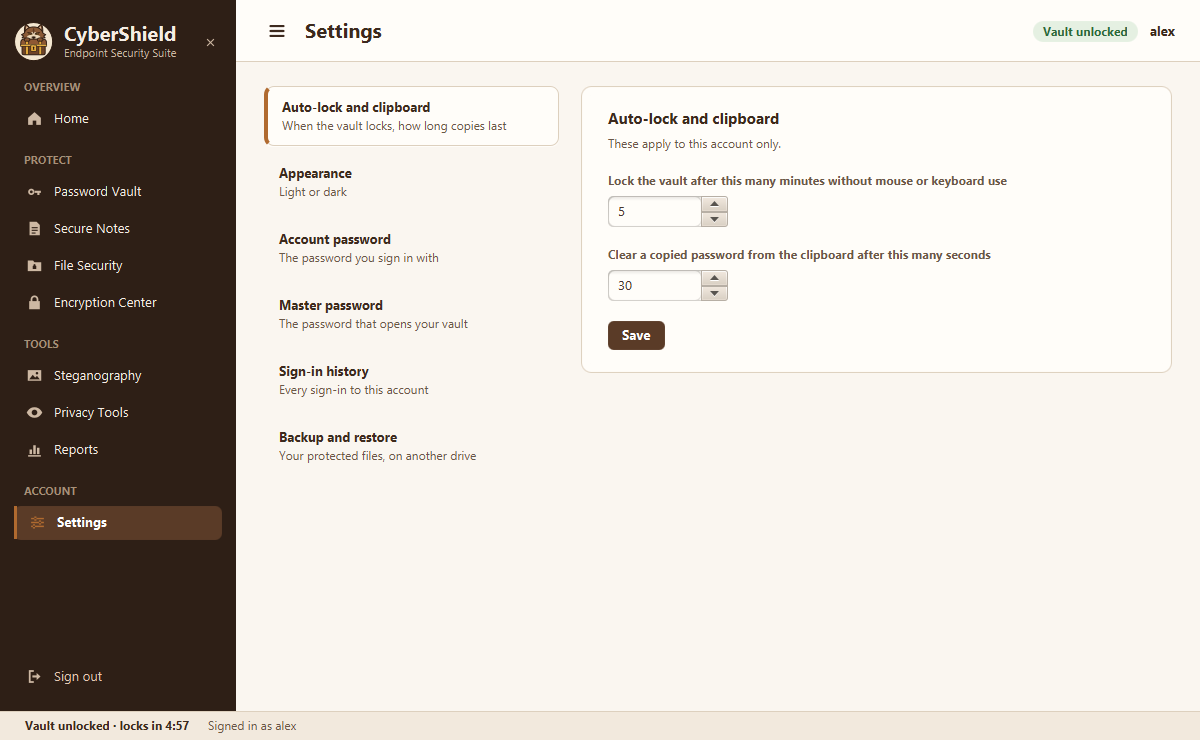 CyberShield
Endpoint Security Suite
×
OVERVIEW
Home
PROTECT
Password Vault
Secure Notes
File Security
Encryption Center
TOOLS
Steganography
Privacy Tools
Reports
ACCOUNT
Settings
Sign out
Settings
Vault unlocked
alex
Auto-lock and clipboard
When the vault locks, how long copies last
Appearance
Light or dark
Account password
The password you sign in with
Master password
The password that opens your vault
Sign-in history
Every sign-in to this account
Backup and restore
Your protected files, on another drive
Auto-lock and clipboard
These apply to this account only.
Lock the vault after this many minutes without mouse or keyboard use
5
Clear a copied password from the clipboard after this many seconds
30
Save
Vault unlocked · locks in 4:57
Signed in as alex